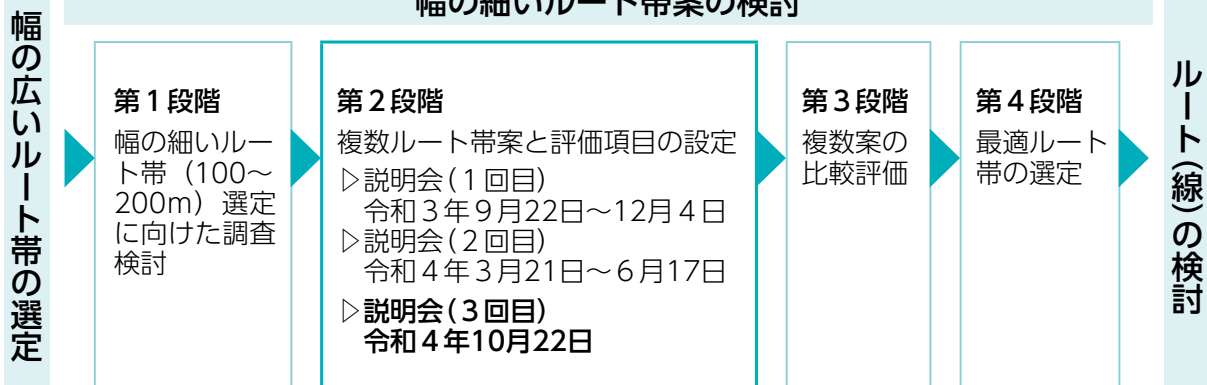 幅の広いルート帯の選定
幅の細いルート帯案の検討
第１段階
幅の細いルー
ト帯（100～
200m）選定
に向けた調査
検討
第２段階
複数ルート帯案と評価項目の設定
▷説明会(１回目)
令和３年９月22日～12月４日
▷説明会(２回目)
令和４年３月21日～６月17日
▷説明会(３回目)
令和４年10月22日
第３段階
複数案の
比較評価
第４段階
最適ルート
帯の選定
ルート(線)の検討